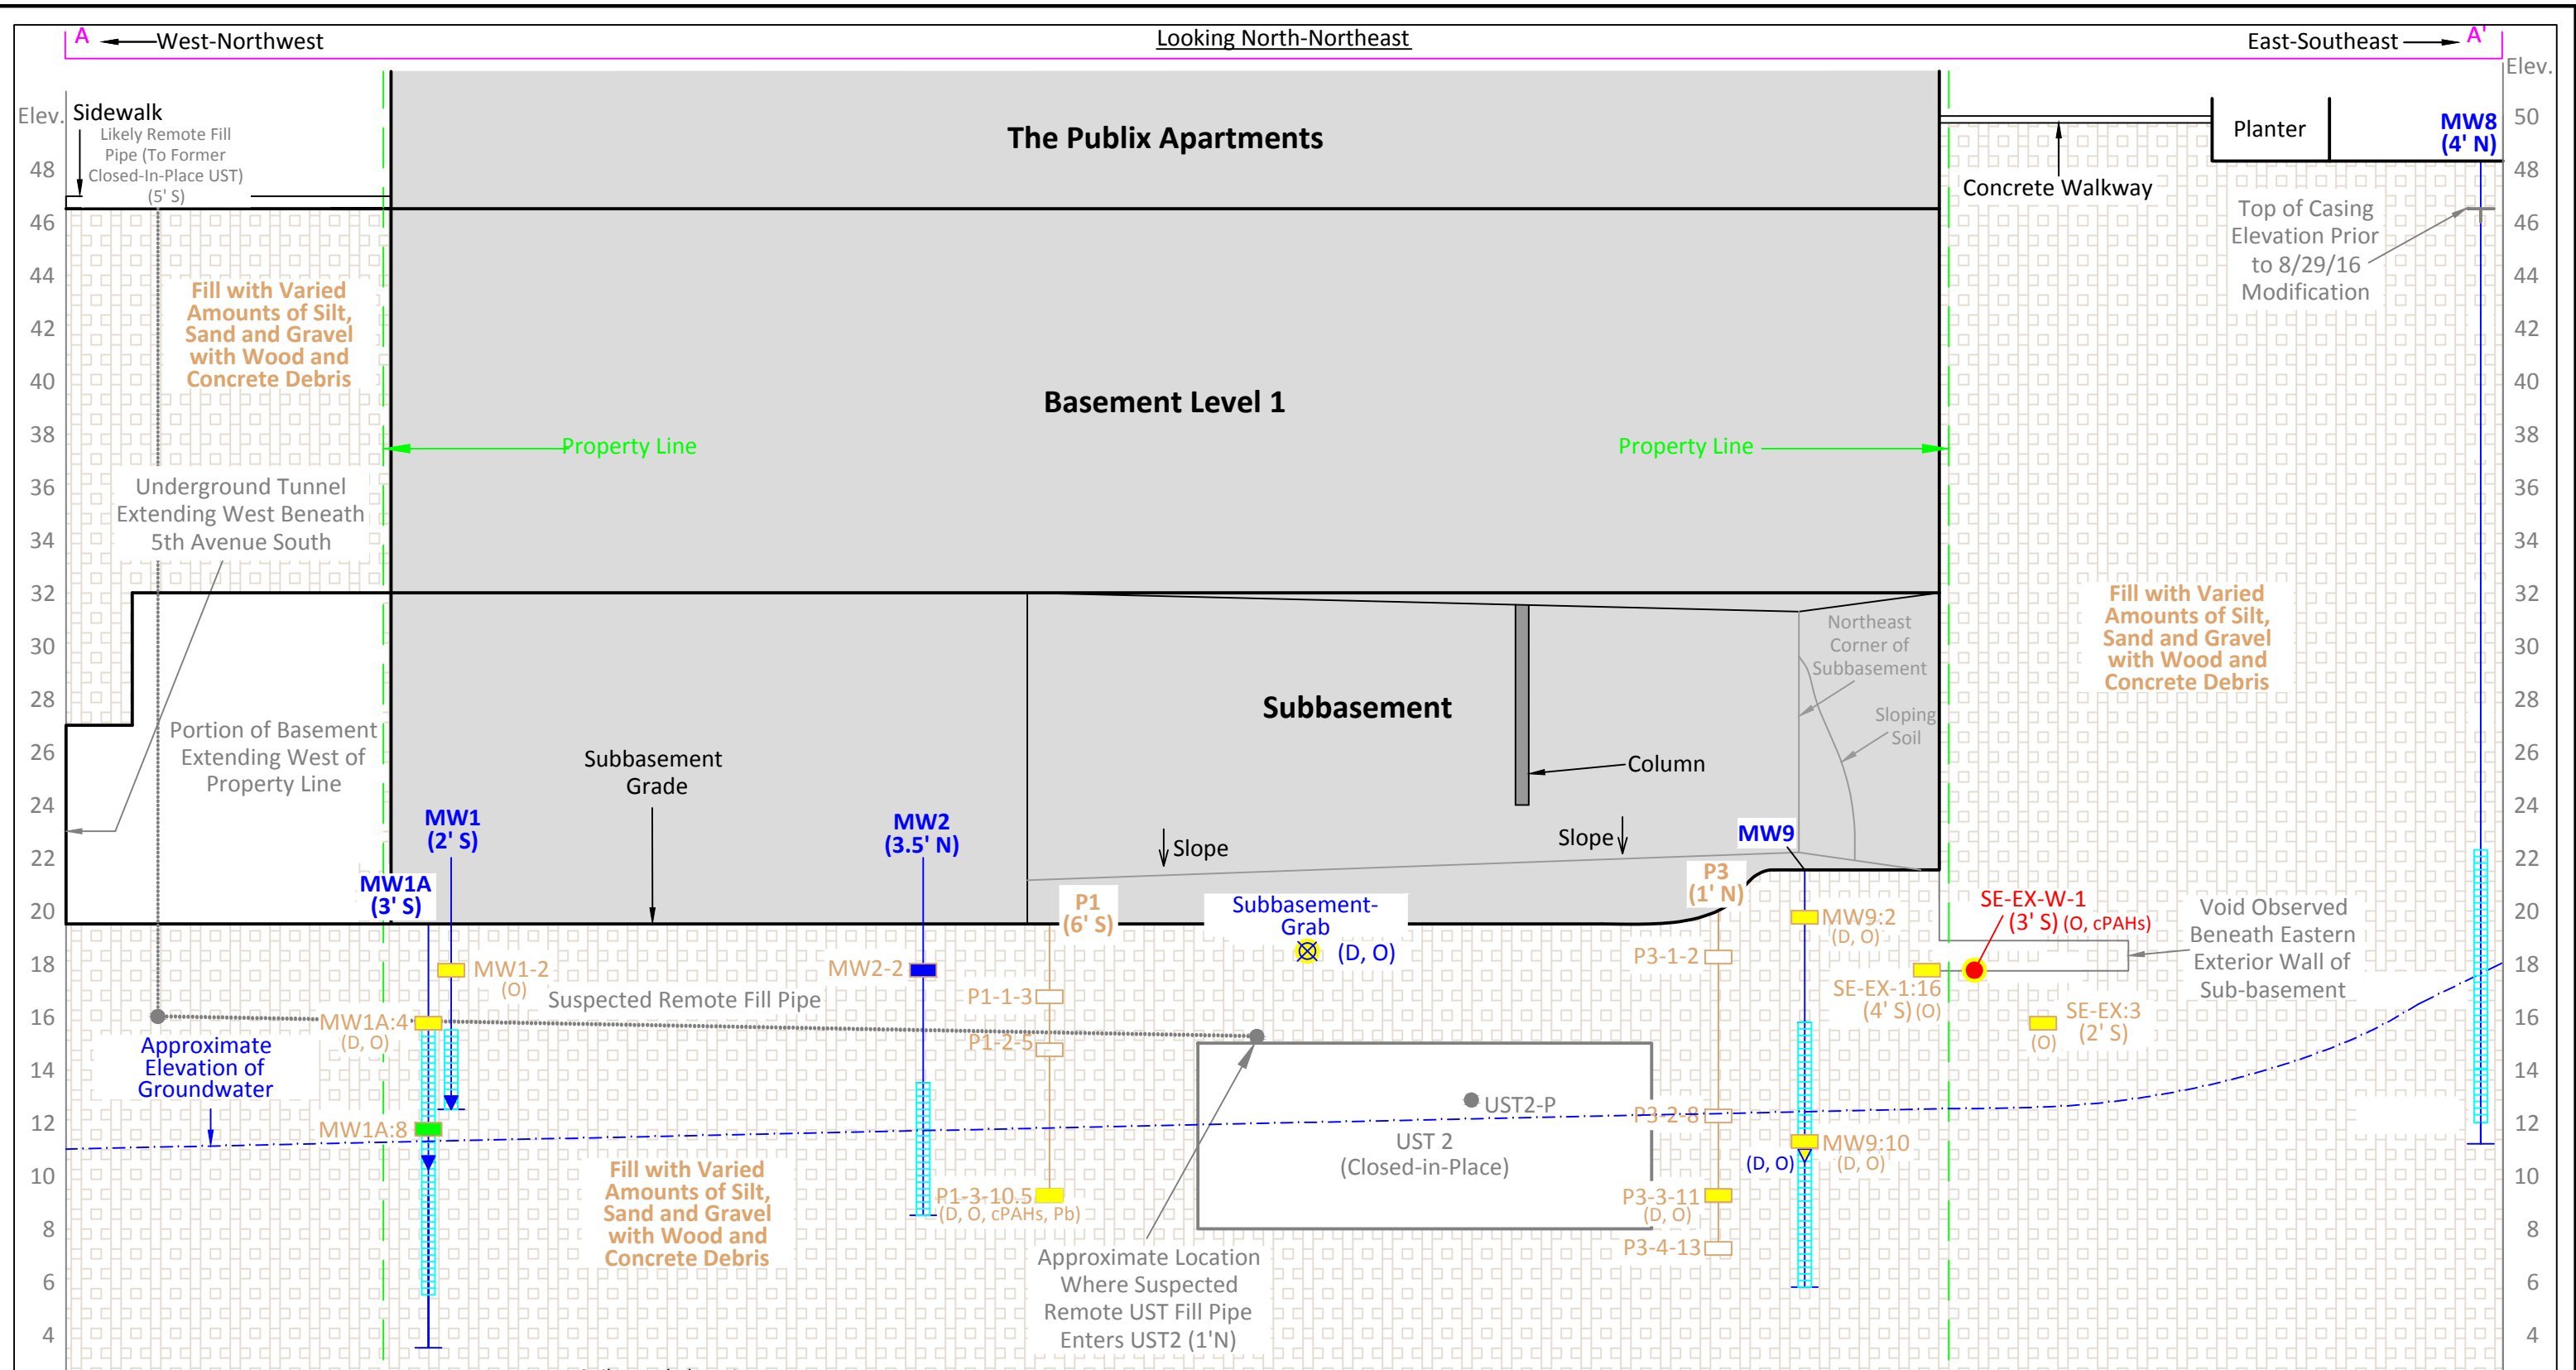 A
West-Northwest
Looking North-Northeast
East-Southeast
A'
Elev.
Elev.
Sidewalk
Likely Remote Fill
Pipe (To Former
Closed-In-Place UST)
(5' S)
The Publix Apartments
Planter
MW8
(4' N)
Concrete Walkway
Top of Casing
Elevation Prior
to 8/29/16
Modification
48
46
44
42
40
38
36
34
32
30
28
26
24
22
20
18
16
14
12
10
8
6
4
50
48
46
44
42
40
38
36
34
32
30
28
26
24
22
20
18
16
14
12
10
8
6
4
Fill with Varied
Amounts of Silt,
Sand and Gravel
with Wood and
Concrete Debris
Basement Level 1
Property Line
Property Line
Underground Tunnel
Extending West Beneath
5th Avenue South
Fill with Varied
Amounts of Silt,
Sand and Gravel
with Wood and
Concrete Debris
Northeast
Corner of
Subbasement
Sloping
Soil
Subbasement
Column
Portion of Basement
Extending West of
Property Line
Subbasement
Grade
MW1
(2' S)
MW2
(3.5' N)
Slope
Slope
MW9
MW1A
(3' S)
P1
(6' S)
Subbasement-
Grab
(D, O)
P3
(1' N)
MW9:2
(D, O)
SE-EX-W-1
(3' S) (O, cPAHs)
Void Observed
Beneath Eastern
Exterior Wall of
Sub-basement
MW1-2
(O)
MW2-2
P3-1-2
SE-EX-1:16
(4' S) (O)
Suspected Remote Fill Pipe
P1-1-3
MW1A:4
(D, O)
P1-2-5
SE-EX:3
(2' S)
(O)
Approximate
Elevation of
Groundwater
UST2-P
P3-2-8
MW1A:8
UST 2
(Closed-in-Place)
MW9:10
(D, O)
(D, O)
Fill with Varied
Amounts of Silt,
Sand and Gravel
with Wood and
Concrete Debris
P1-3-10.5
(D, O, cPAHs, Pb)
P3-3-11
(D, O)
P3-4-13
Approximate Location
Where Suspected
Remote UST Fill Pipe
Enters UST2 (1'N)